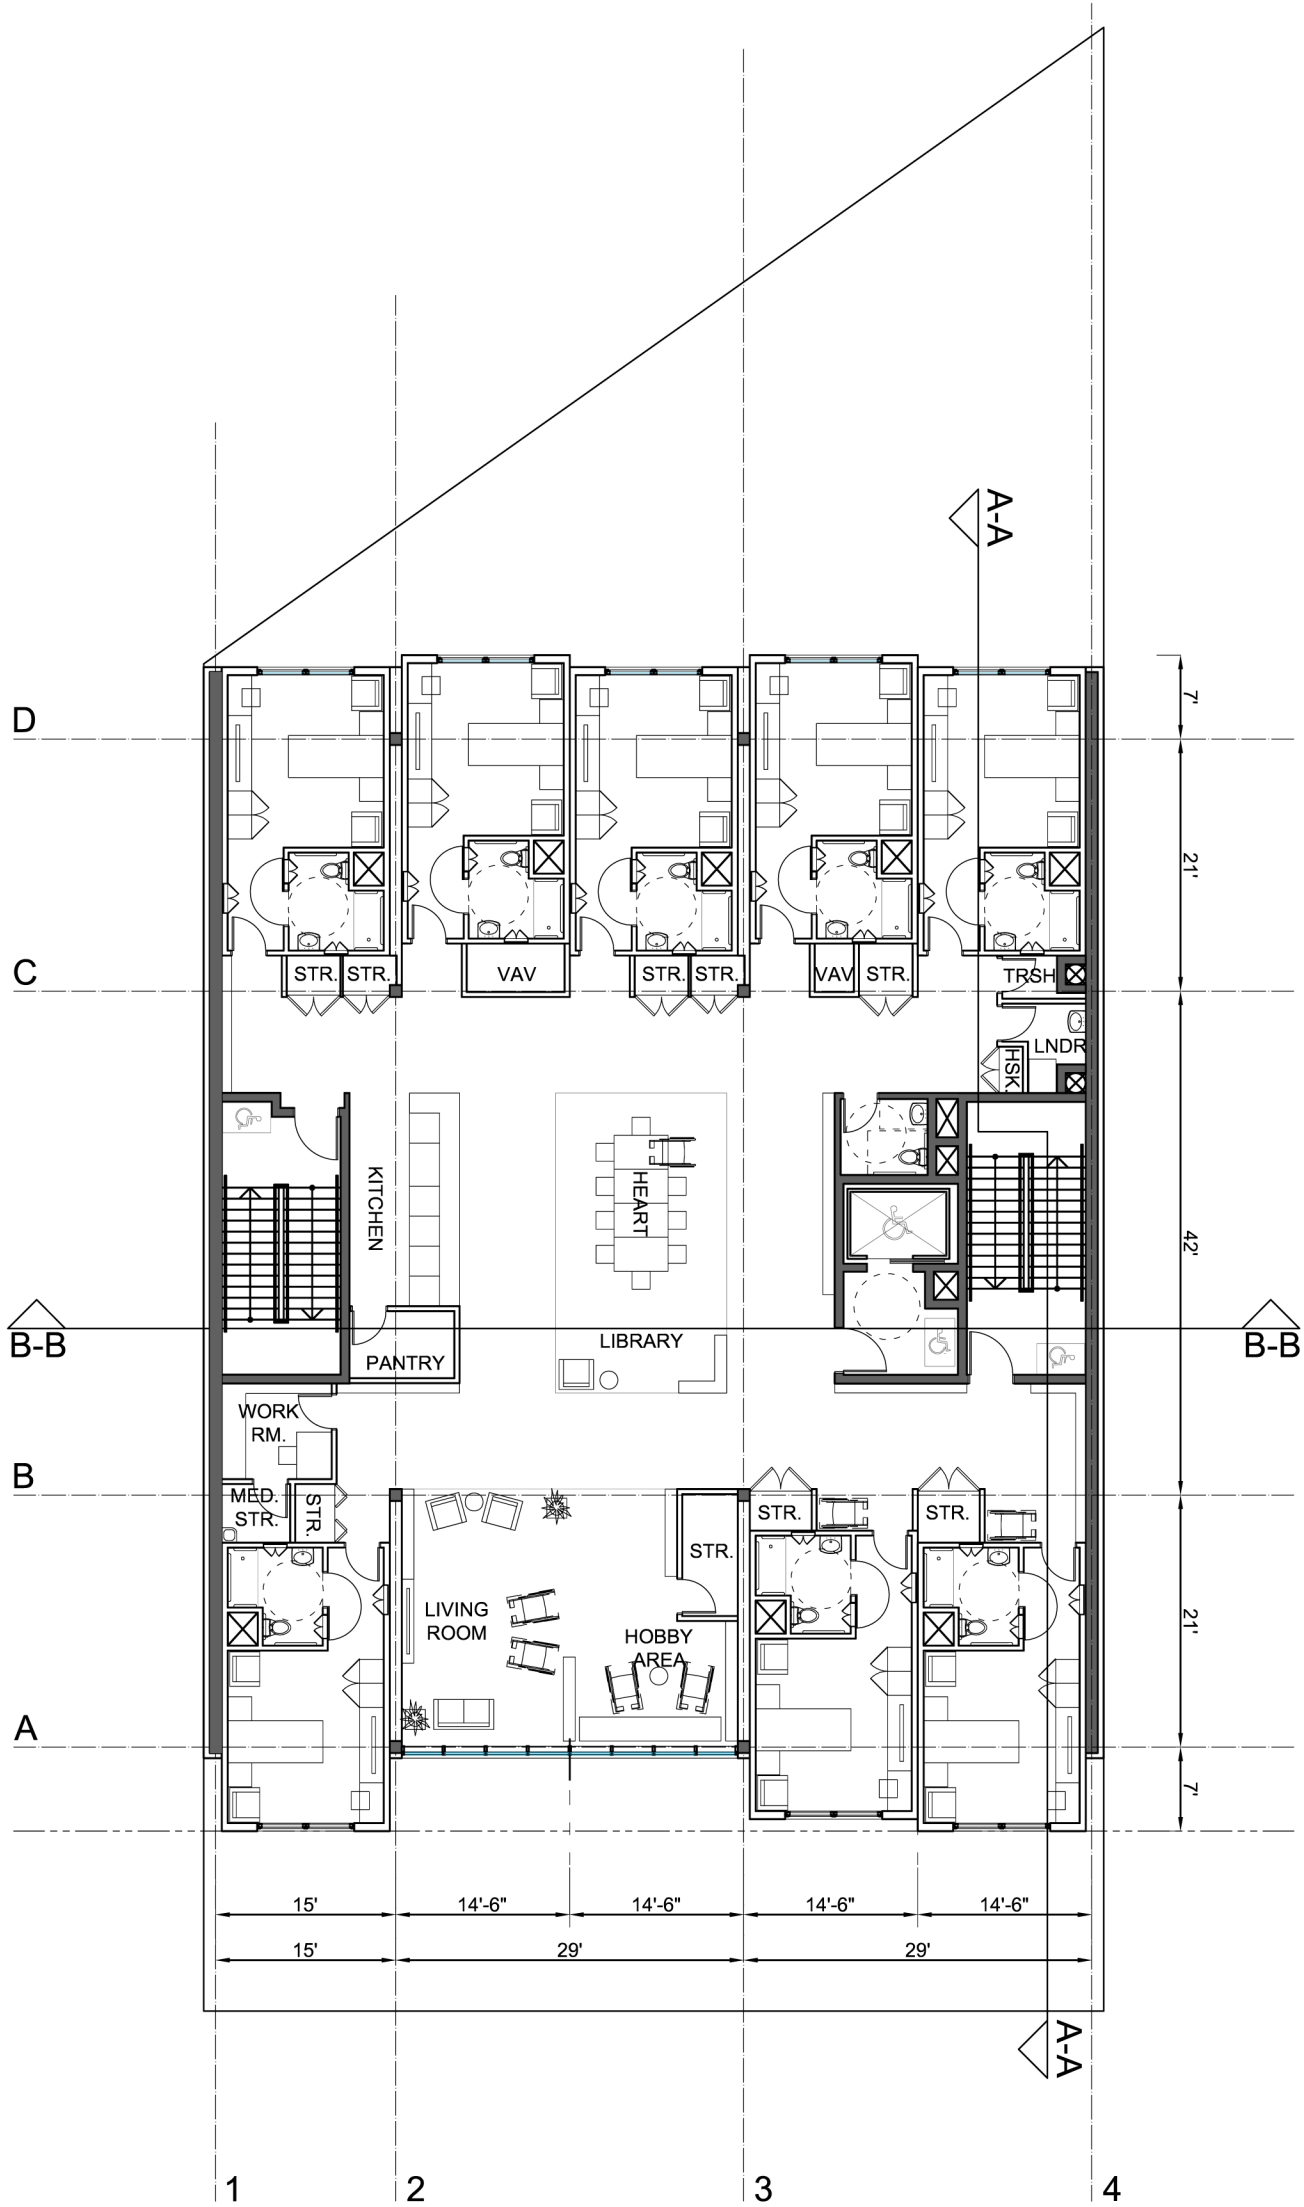 A-A
D
7'
21'
C
STR.
STR.
VAV
STR.
STR.
VAV
STR.
TRSH
LNDR
HSK.
KITCHEN
HEART
42'
B-B
LIBRARY
B-B
PANTRY
WORK
RM.
B
MED.
STR.
STR.
STR.
STR.
STR.
LIVING
ROOM
HOBBY
AREA
21'
A
7'
15'
14'-6"
14'-6"
14'-6"
14'-6"
15'
29'
29'
A-A
1
2
3
4